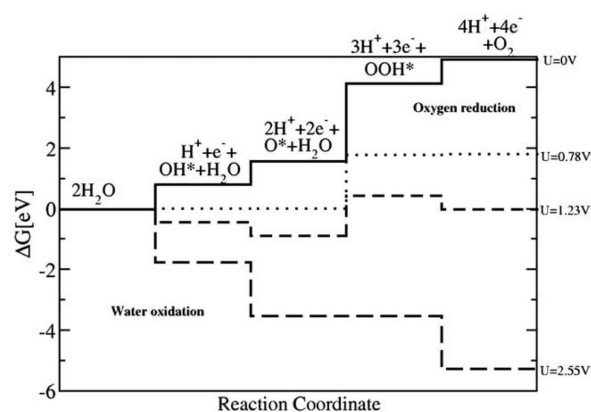 4H⁺+4e⁻
+O₂
3H⁺+3e⁻+
OOH*
2H⁺+2e⁻+
O*+H₂O
H⁺+e⁻+
OH*+H₂O
2H₂O
Oxygen reduction
Water oxidation
U=0V
U=0.78V
U=1.23V
U=2.55V
4
2
0
-2
-4
-6
ΔG[eV]
Reaction Coordinate